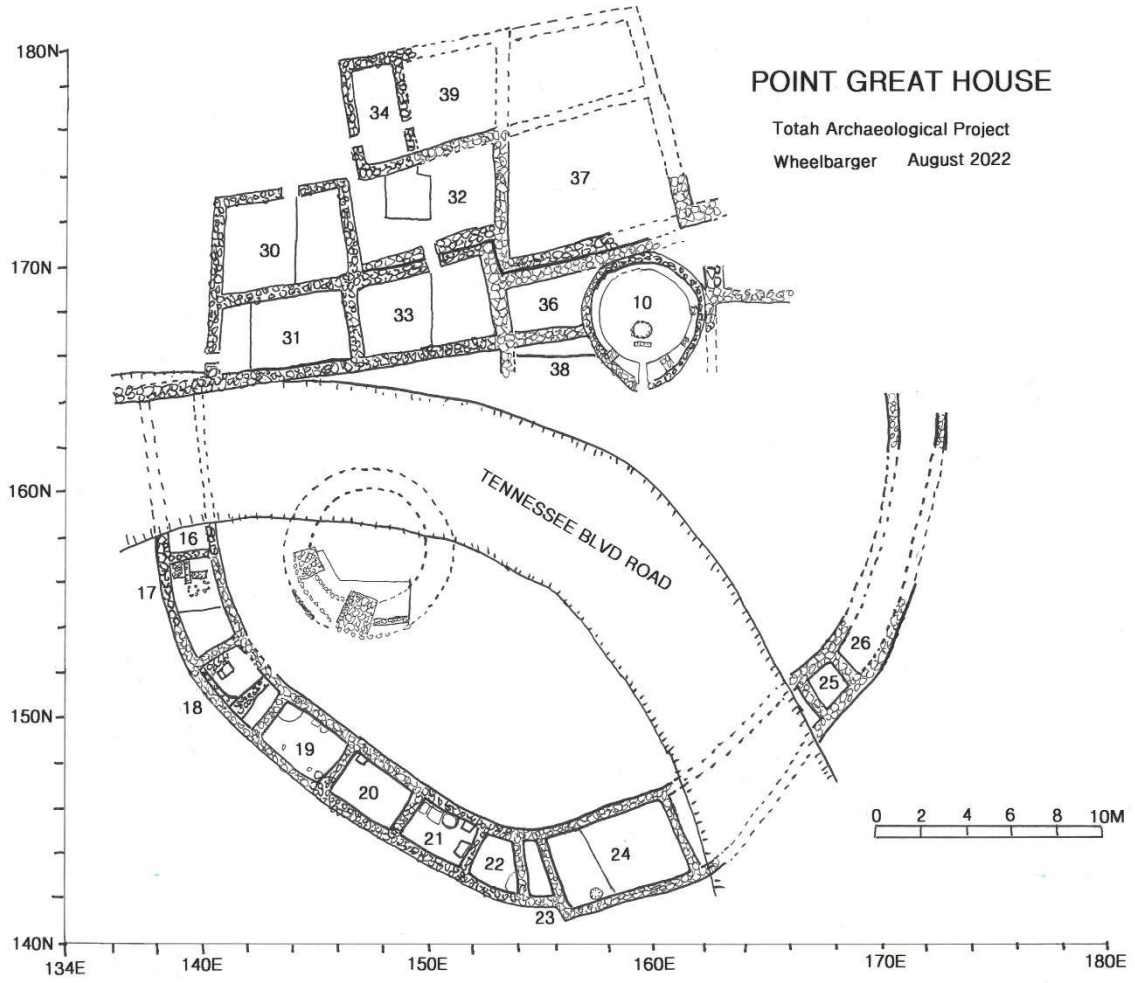 POINT GREAT HOUSE
Totah Archaeological Project
Wheelbarger August 2022
180N
170N
160N
150N
140N
34
39
37
32
30
33
36
10
31
38
TENNESSEE BLVD ROAD
16
17
18
19
20
21
22
23
24
25
26
0 2 4 6 8 10M
134E 140E 150E 160E 170E 180E